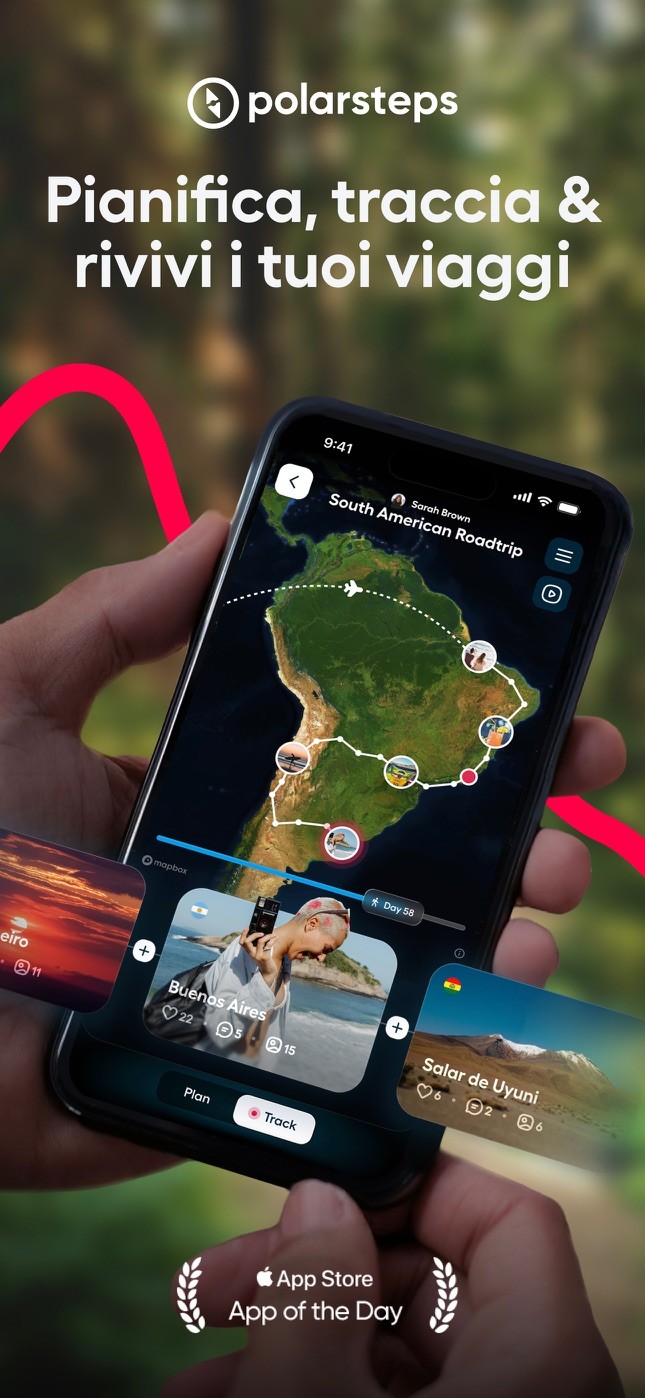 polarsteps
Pianifica, traccia &
rivivi i tuoi viaggi
9:41
Sarah Brown
South American Roadtrip
mapbox
Day 58
eiro
11
Buenos Aires
22 5 15
Salar de Uyuni
6 2 6
Plan
Track
App Store
App of the Day